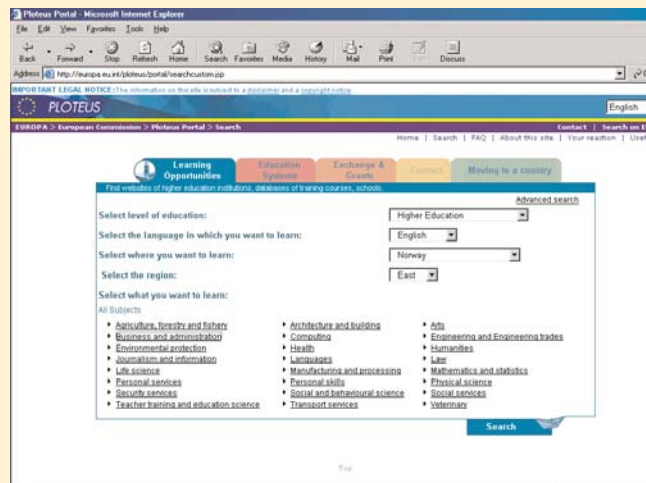 Ploteus Portal - Microsoft Internet Explorer
File Edit View Favorites Tools Help
Back Forward Stop Refresh Home Search Favorites Media History Mail Print Edit Discuss
Address http://europa.eu.int/ploteus/portal/searchcustom.jsp
IMPORTANT LEGAL NOTICE: The information on this site is subject to a disclaimer and a copyright notice
PLOTEUS English
EUROPA > European Commission > Ploteus Portal > Search Contact | Search on E
Home | Search | FAQ | About this site | Your reaction | Usef
Learning Opportunities
Education Systems
Exchange & Grants
Contact
Moving to a country
Find websites of higher education institutions, databases of training courses, schools.
Advanced search
Select level of education: Higher Education
Select the language in which you want to learn: English
Select where you want to learn: Norway
Select the region: East
Select what you want to learn:
All Subjects
Agriculture, forestry and fishery Architecture and building Arts
Business and administration Computing Engineering and Engineering trades
Environmental protection Health Humanities
Journalism and information Languages Law
Life science Manufacturing and processing Mathematics and statistics
Personal services Personal skills Physical science
Security services Social and behavioural science Social services
Teacher training and education science Transport services Veterinary
Search
Top